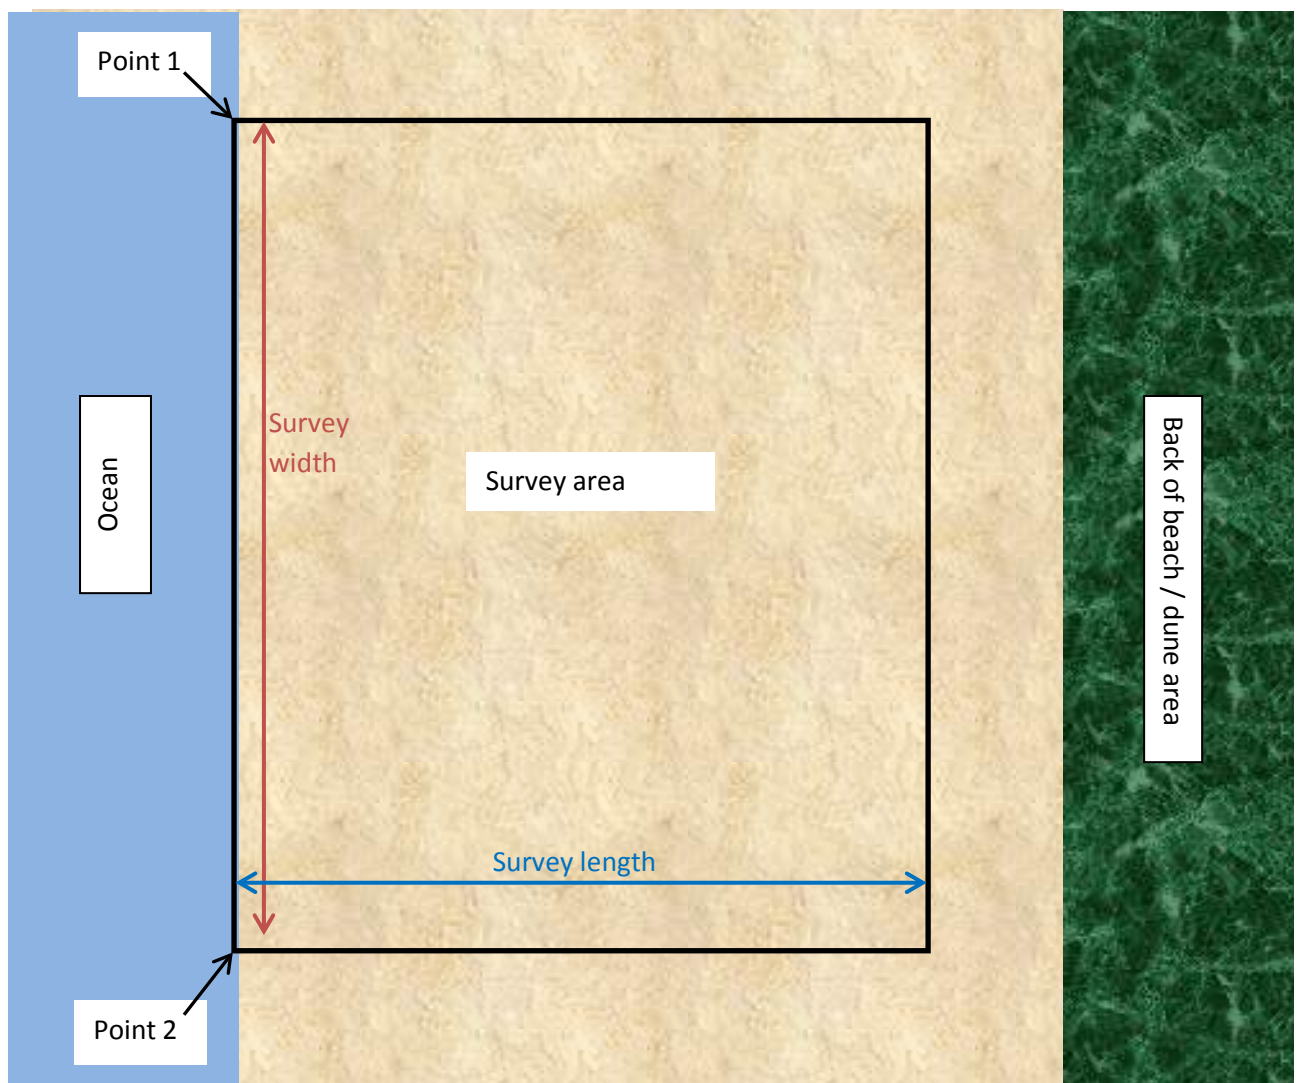 Point 1
Survey
width
Survey area
Ocean
Back of beach / dune area
Survey length
Point 2